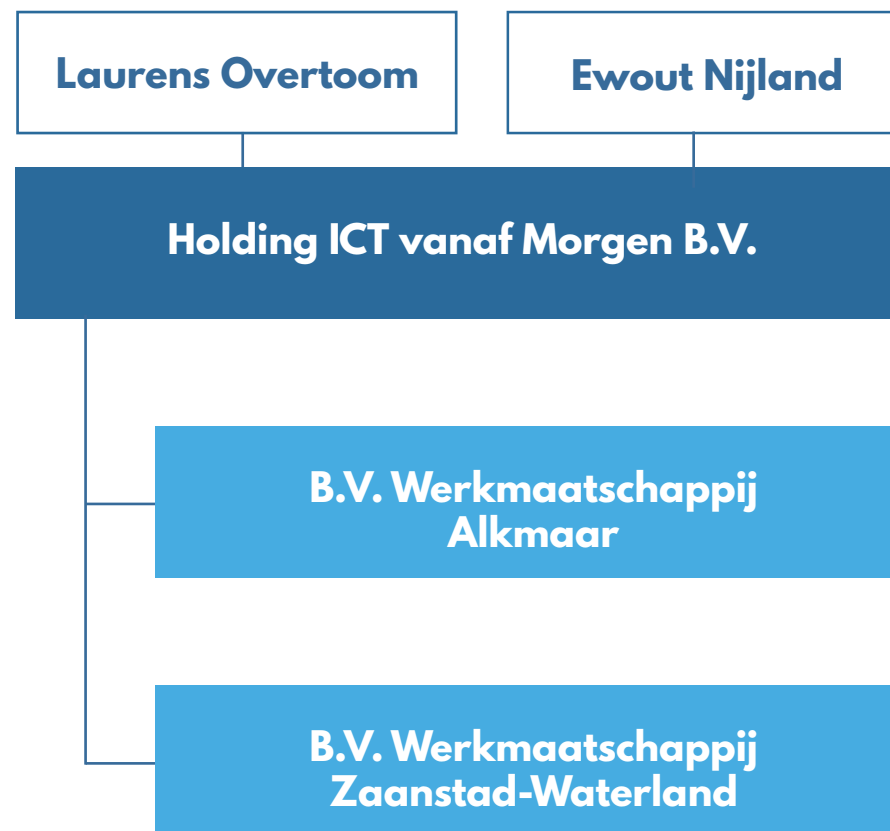 Laurens Overtoom
Ewout Nijland
Holding ICT vanaf Morgen B.V.
B.V. Werkmaatschappij
Alkmaar
B.V. Werkmaatschappij
Zaanstad-Waterland